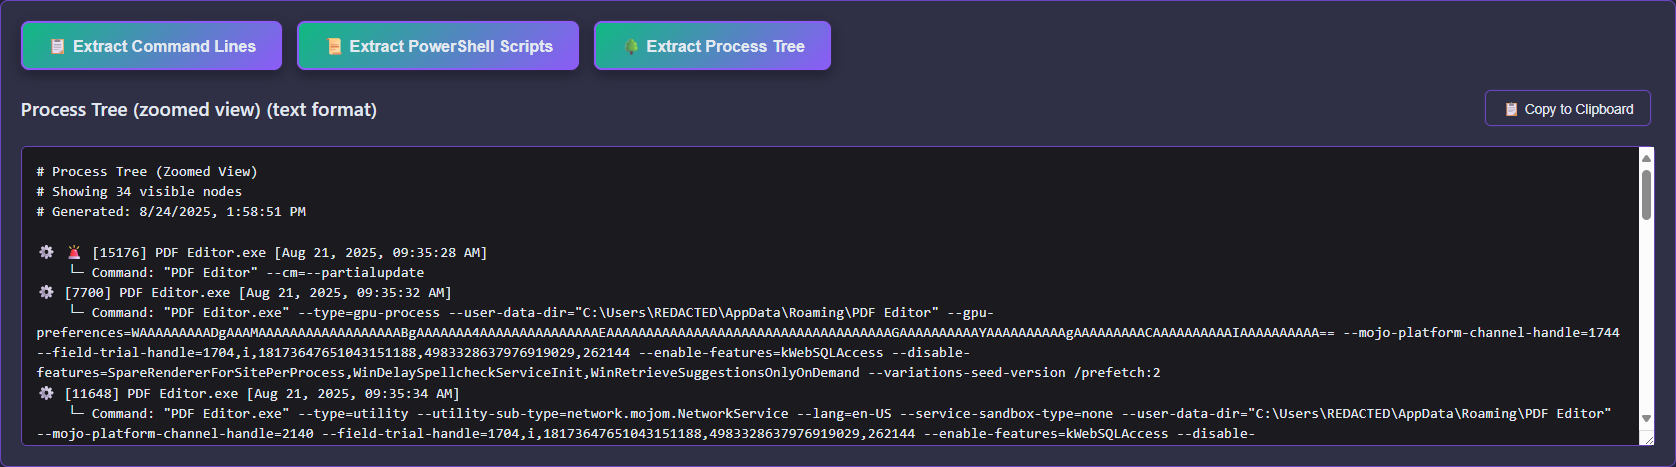 Extract Command Lines
Extract PowerShell Scripts
Extract Process Tree
Process Tree (zoomed view) (text format)
Copy to Clipboard
# Process Tree (Zoomed View)
# Showing 34 visible nodes
# Generated: 8/24/2025, 1:58:51 PM
[15176] PDF Editor.exe [Aug 21, 2025, 09:35:28 AM]
└─ Command: "PDF Editor" --cm=--partialupdate
[7700] PDF Editor.exe [Aug 21, 2025, 09:35:32 AM]
└─ Command: "PDF Editor.exe" --type=gpu-process --user-data-dir="C:\Users\REDACTED\AppData\Roaming\PDF Editor" --gpu-
preferences=WAAAAAAAAADgAAAMAAAAAAAAAAAAAAAAAABgAAAAAAA4AAAAAAAAAAAAAAAEAAAAAAAAAAAAAAAAAAAAAAAAAAAAAAAAAAAAGAAAAAAAAAAYAAAAAAAAAAgAAAAAAAAACAAAAAAAAAAIAAAAAAAAAA== --mojo-platform-channel-handle=1744
--field-trial-handle=1704,i,18173647651043151188,4983328637976919029,262144 --enable-features=kWebSQLAccess --disable-
features=SpareRendererForSitePerProcess,WinDelaySpellcheckServiceInit,WinRetrieveSuggestionsOnlyOnDemand --variations-seed-version /prefetch:2
[11648] PDF Editor.exe [Aug 21, 2025, 09:35:34 AM]
└─ Command: "PDF Editor.exe" --type=utility --utility-sub-type=network.mojom.NetworkService --lang=en-US --service-sandbox-type=none --user-data-dir="C:\Users\REDACTED\AppData\Roaming\PDF Editor"
--mojo-platform-channel-handle=2140 --field-trial-handle=1704,i,18173647651043151188,4983328637976919029,262144 --enable-features=kWebSQLAccess --disable-